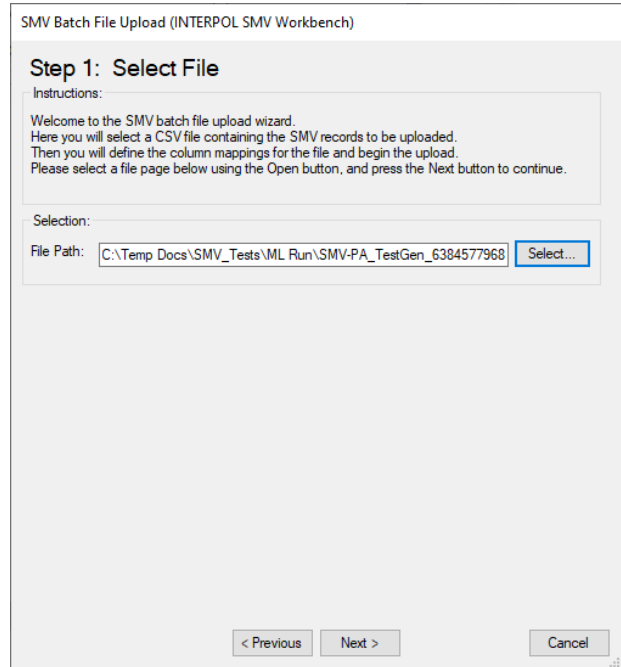 SMV Batch File Upload (INTERPOL SMV Workbench)
Step 1:  Select File
Instructions:
Welcome to the SMV batch file upload wizard.
Here you will select a CSV file containing the SMV records to be uploaded.
Then you will define the column mappings for the file and begin the upload.
Please select a file page below using the Open button, and press the Next button to continue.
Selection:
File Path: C:\Temp Docs\SMV_Tests\ML Run\SMV-PA_TestGen_6384577968 Select...
< Previous Next > Cancel